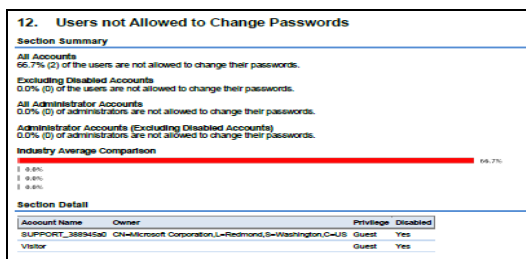 12. Users not Allowed to Change Passwords
Section Summary
All Accounts
66.7% (2) of the users are not allowed to change their passwords.
Excluding Disabled Accounts
0.0% (0) of the users are not allowed to change their passwords.
All Administrator Accounts
0.0% (0) of administrators are not allowed to change their passwords.
Administrator Accounts (Excluding Disabled Accounts)
0.0% (0) of administrators are not allowed to change their passwords.
Industry Average Comparison
66.7%
0.0%
0.0%
0.0%
Section Detail
Account Name Owner Privilege Disabled
SUPPORT_388945a0 CN=Microsoft Corporation,L=Redmond,S=Washington,C=US Guest Yes
Visitor Guest Yes